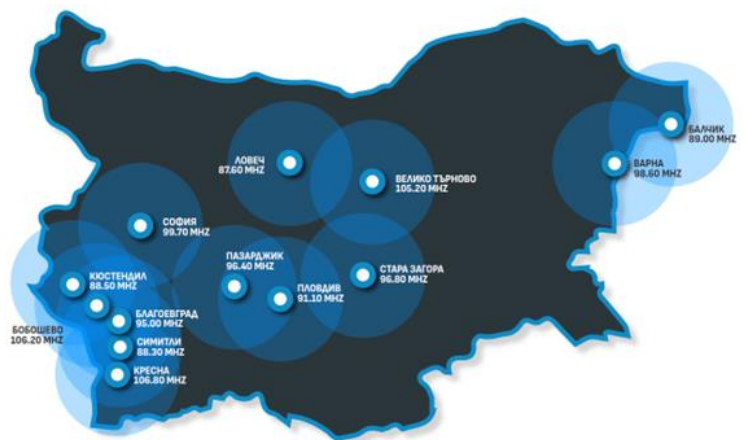 БАЛЧИК
89.00 MHZ
ЛОВЕЧ
87.60 MHZ
ВАРНА
98.60 MHZ
ВЕЛИКО ТЪРНОВО
105.20 MHZ
СОФИЯ
99.70 MHZ
ПАЗАРДЖИК
96.40 MHZ
СТАРА ЗАГОРА
96.80 MHZ
КЮСТЕНДИЛ
88.50 MHZ
ПЛОВДИВ
91.10 MHZ
БЛАГОЕВГРАД
95.00 MHZ
БОБОШЕВО
106.20 MHZ
СИМИТЛИ
88.30 MHZ
КРЕСНА
106.80 MHZ